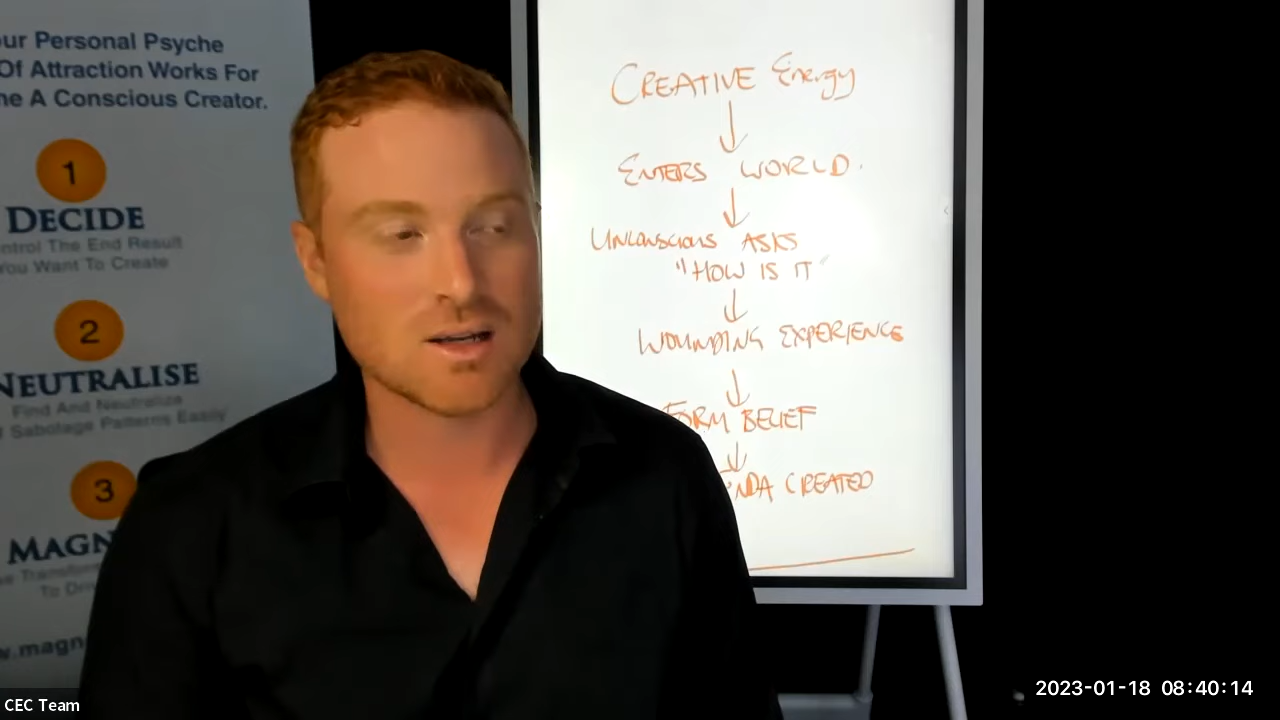 our Personal Psyche
Of Attraction Works For
ne A Conscious Creator.
1
DECIDE
ntrol The End Result
You Want To Create
2
NEUTRALISE
Find And Neutralize
Sabotage Patterns Easily
3
MAGN
To
w.magn
CREATIVE Energy
↓
ENTERS WORLD.
↓
UNCONSCIOUS ASKS
"HOW IS IT"
↓
WOUNDING EXPERIENCE
↓
FORM BELIEF
↓
NDA CREATED
CEC Team
2023-01-18 08:40:14